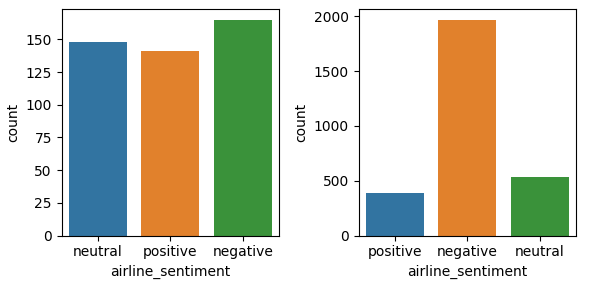 count
150
125
100
75
50
25
0
neutral positive negative
airline_sentiment
count
2000
1500
1000
500
0
positive negative neutral
airline_sentiment